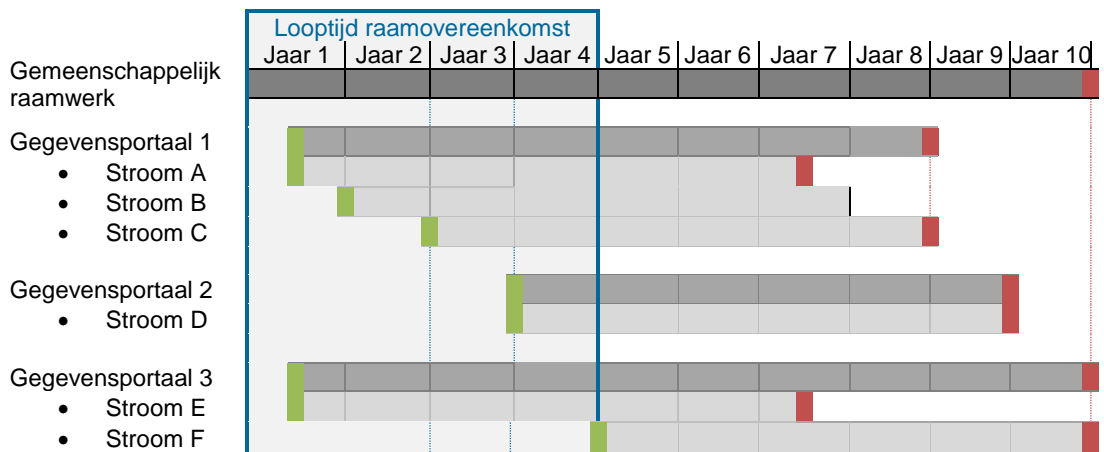 Looptijd raamovereenkomst
Jaar 1 Jaar 2 Jaar 3 Jaar 4 Jaar 5 Jaar 6 Jaar 7 Jaar 8 Jaar 9 Jaar 10
Gemeenschappelijk
raamwerk
Gegevensportaal 1
• Stroom A
• Stroom B
• Stroom C
Gegevensportaal 2
• Stroom D
Gegevensportaal 3
• Stroom E
• Stroom F